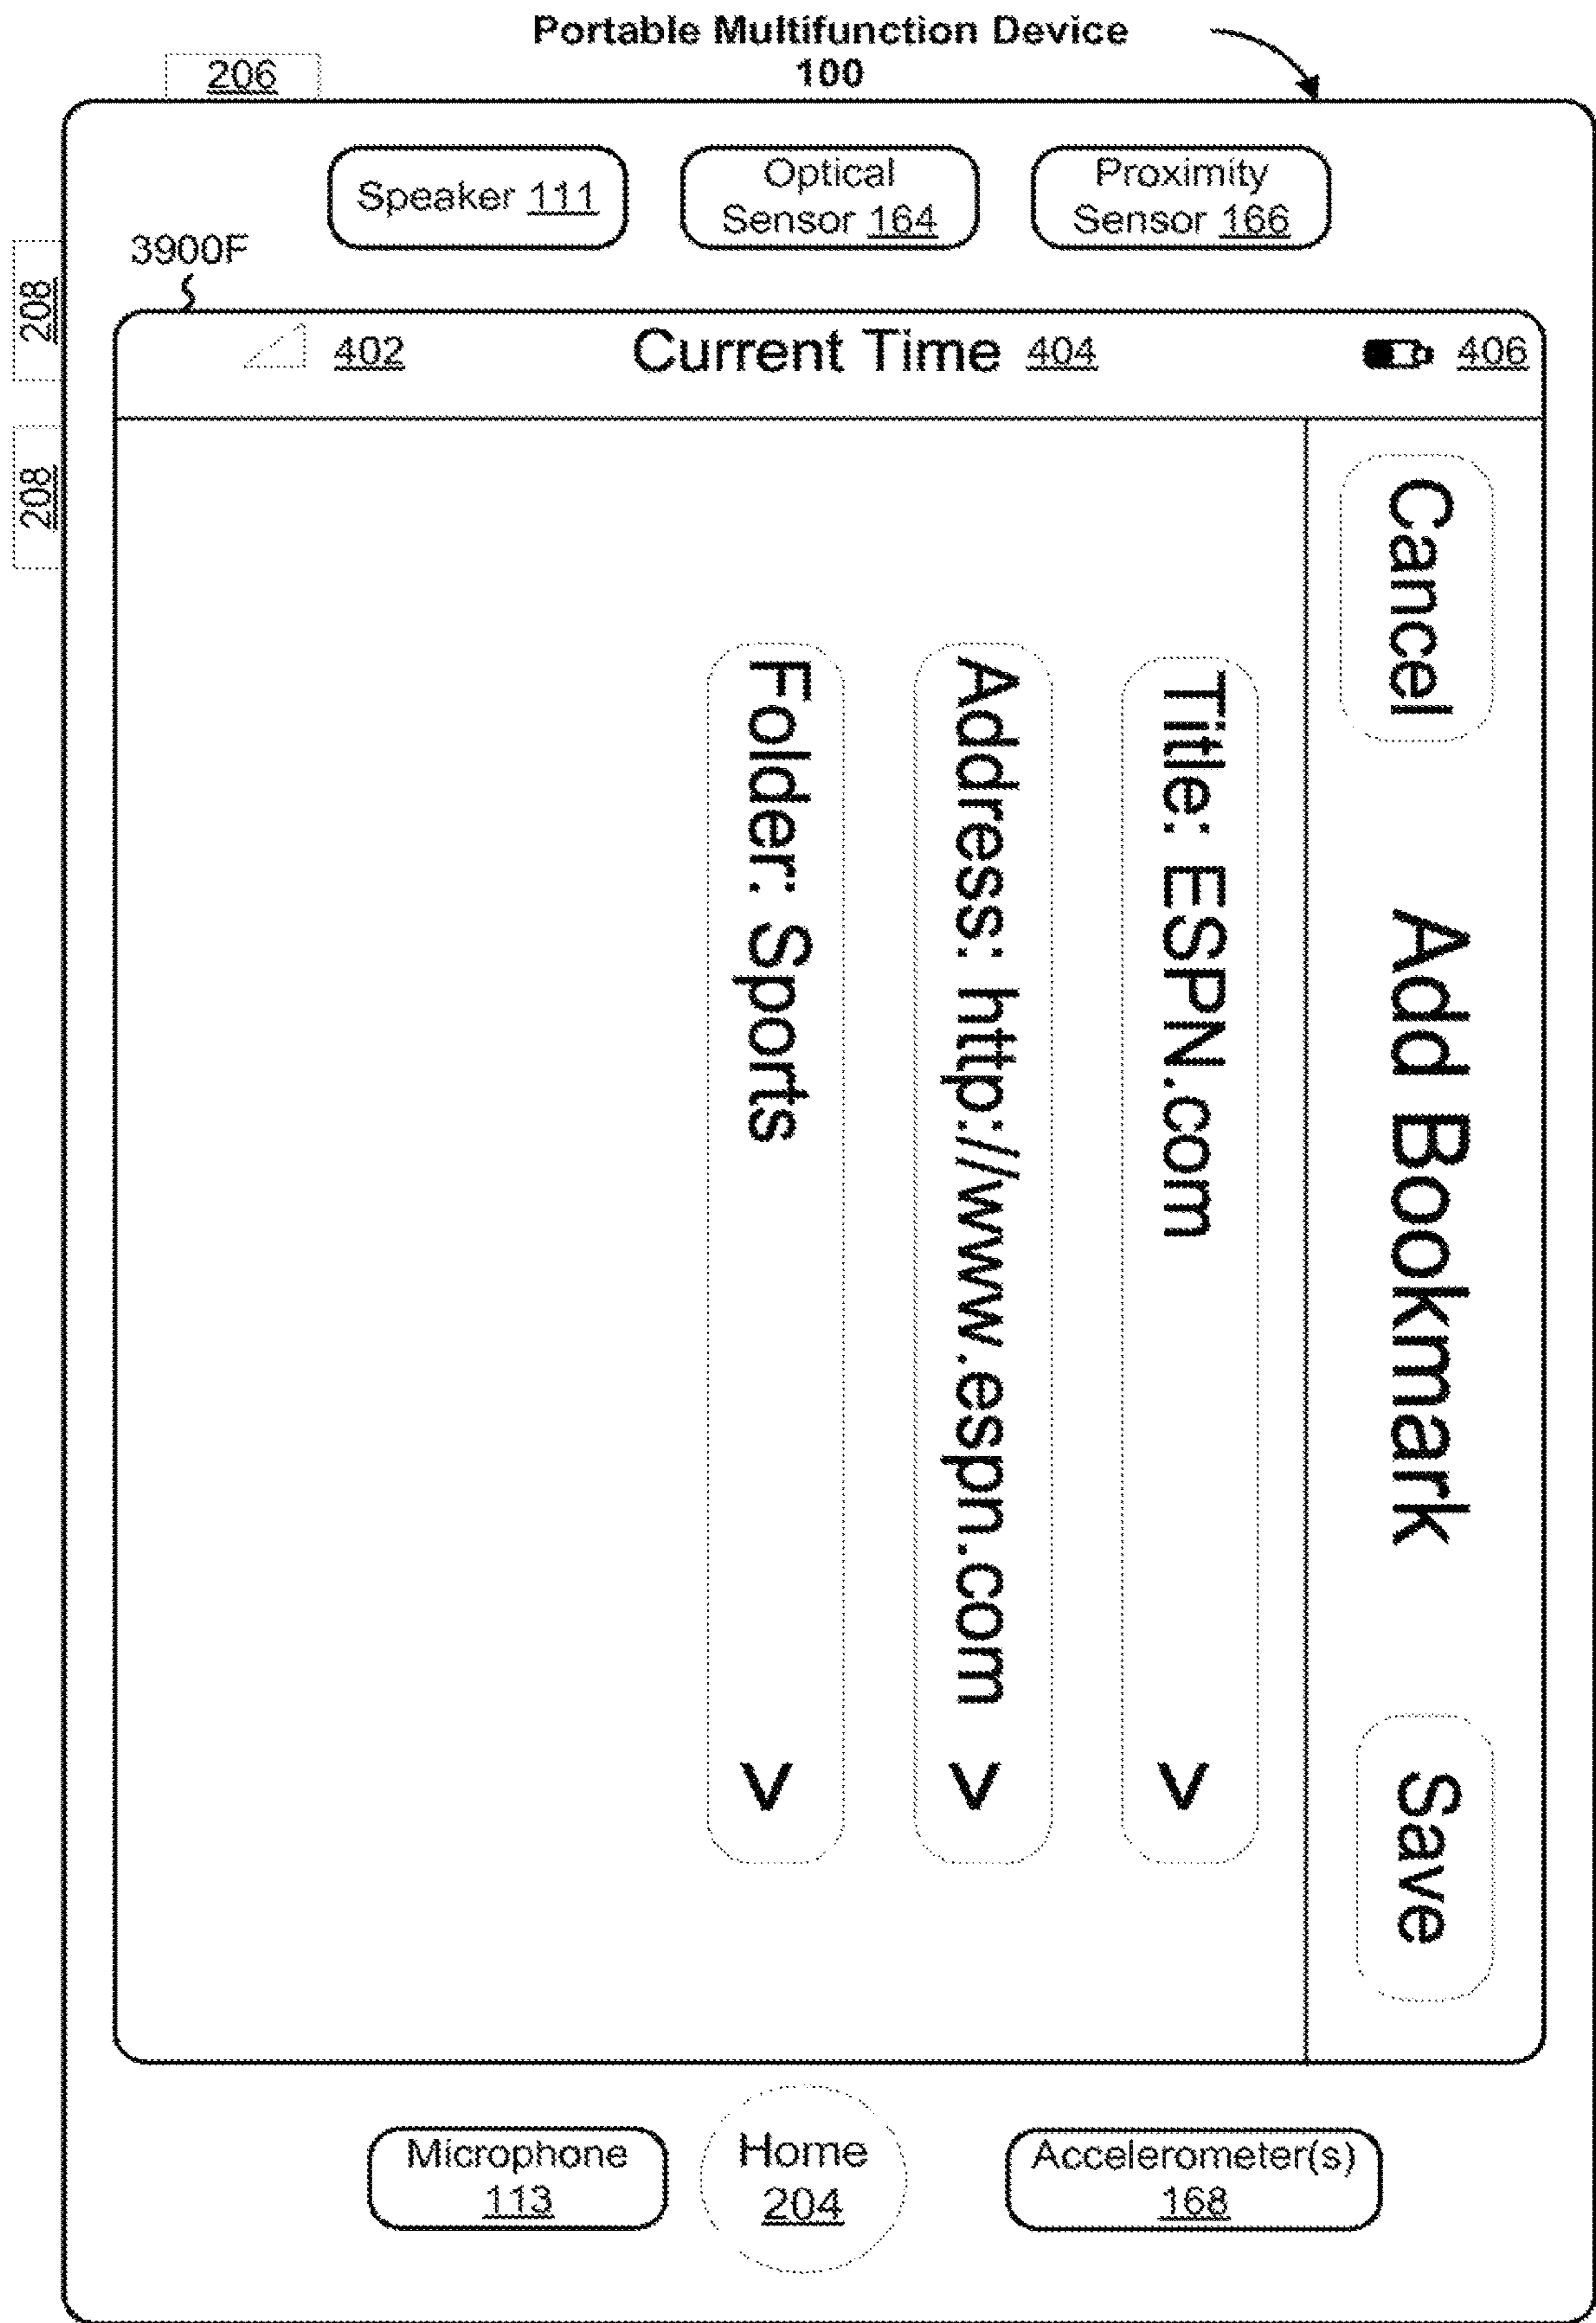 Portable Multifunction Device
100
206
Speaker 111
Optical
Sensor 164
Proximity
Sensor 166
3900F
208
208
402
Current Time 404
406
Cancel
Add Bookmark
Save
Title: ESPN.com
>
Address: http://www.espn.com
>
Folder: Sports
>
Microphone
113
Home
204
Accelerometer(s)
168